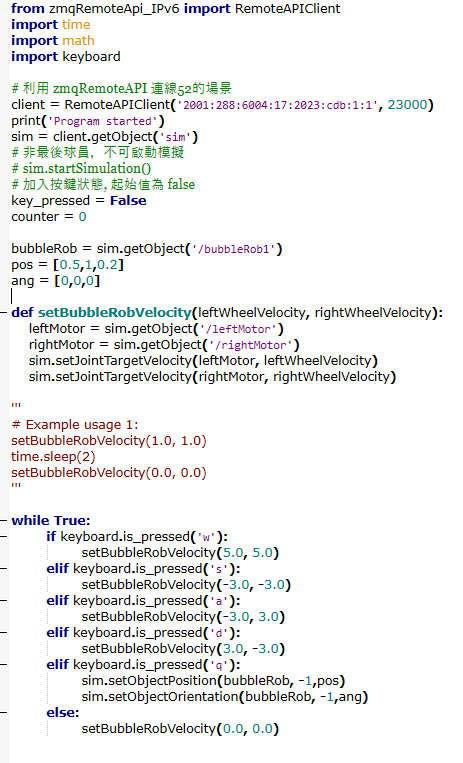 from zmqRemoteApi_IPv6 import RemoteAPIClient
import time
import math
import keyboard
# 利用 zmqRemoteAPI 連線52的場景
client = RemoteAPIClient('2001:288:6004:17:2023:cdb:1:1', 23000)
print('Program started')
sim = client.getObject('sim')
# 非最後球員，不可啟動模擬
# sim.startSimulation()
# 加入按鍵狀態, 起始值為 false
key_pressed = False
counter = 0
bubbleRob = sim.getObject('/bubbleRob1')
pos = [0.5,1,0.2]
ang = [0,0,0]
def setBubbleRobVelocity(leftWheelVelocity, rightWheelVelocity):
    leftMotor = sim.getObject('/leftMotor')
    rightMotor = sim.getObject('/rightMotor')
    sim.setJointTargetVelocity(leftMotor, leftWheelVelocity)
    sim.setJointTargetVelocity(rightMotor, rightWheelVelocity)
'''
# Example usage 1:
setBubbleRobVelocity(1.0, 1.0)
time.sleep(2)
setBubbleRobVelocity(0.0, 0.0)
'''
while True:
        if keyboard.is_pressed('w'):
                setBubbleRobVelocity(5.0, 5.0)
        elif keyboard.is_pressed('s'):
                setBubbleRobVelocity(-3.0, -3.0)
        elif keyboard.is_pressed('a'):
                setBubbleRobVelocity(-3.0, 3.0)
        elif keyboard.is_pressed('d'):
                setBubbleRobVelocity(3.0, -3.0)
        elif keyboard.is_pressed('q'):
                sim.setObjectPosition(bubbleRob, -1,pos)
                sim.setObjectOrientation(bubbleRob, -1,ang)
        else:
                setBubbleRobVelocity(0.0, 0.0)